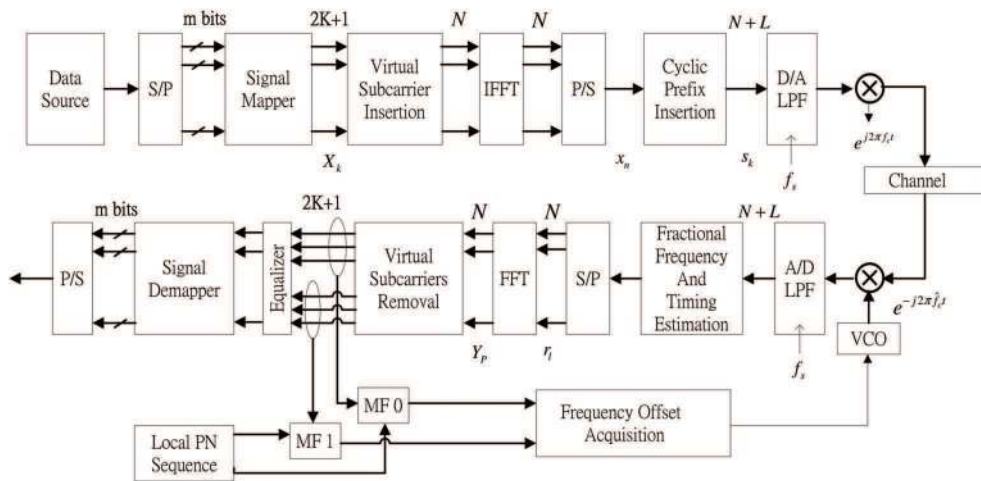 m bits
2K+1
N
N
N+L
Data
Source
S/P
Signal
Mapper
Virtual
Subcarrier
Insertion
IFFT
P/S
Cyclic
Prefix
Insertion
D/A
LPF
e^{j2πf_c t}
X_k
x_n
s_k
f_s
Channel
m bits
2K+1
N
N
N+L
P/S
Signal
Demapper
Equalizer
Virtual
Subcarriers
Removal
FFT
S/P
Fractional
Frequency
And
Timing
Estimation
A/D
LPF
e^{-j2πf̂_c t}
VCO
Y_p
r_l
f_s
MF 0
MF 1
Local PN
Sequence
Frequency Offset
Acquisition